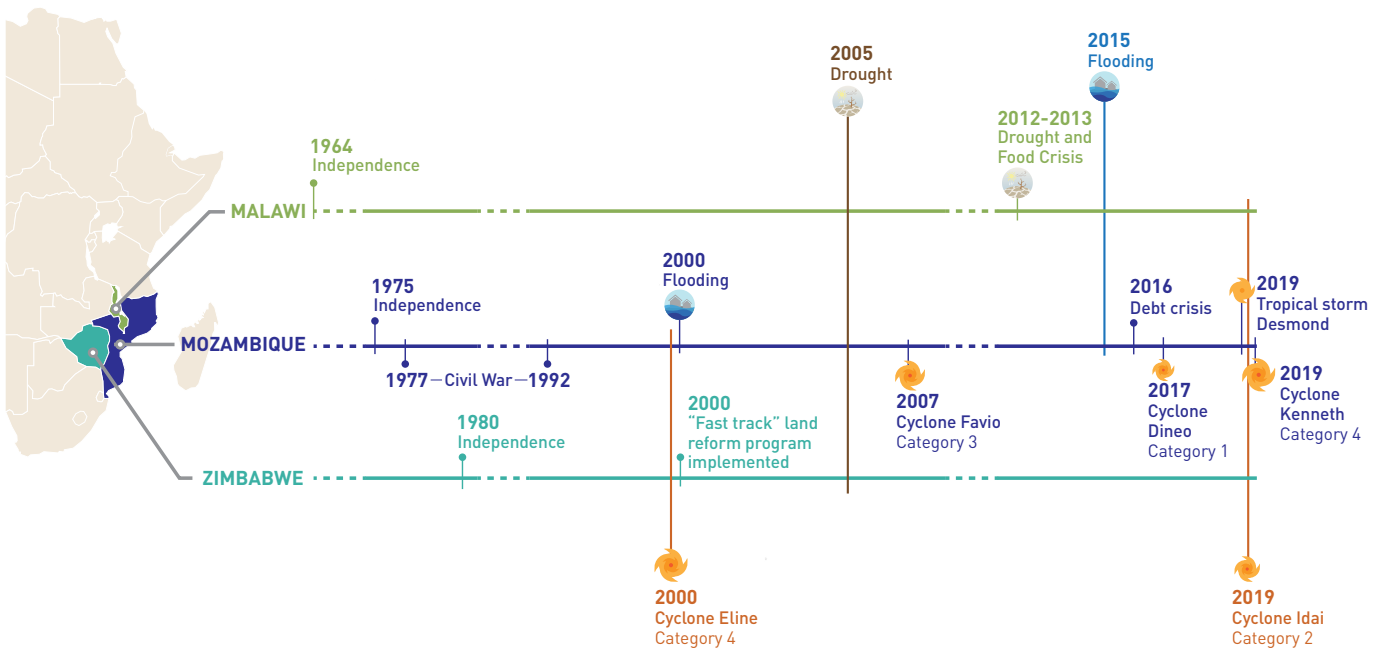 2015
Flooding
2005
Drought
2012-2013
Drought and
Food Crisis
1964
Independence
MALAWI
2000
Flooding
1975
Independence
2016
Debt crisis
2019
Tropical storm
Desmond
MOZAMBIQUE
1977–Civil War–1992
2007
Cyclone Favio
Category 3
2017
Cyclone
Dineo
Category 1
2019
Cyclone
Kenneth
Category 4
1980
Independence
2000
“Fast track” land
reform program
implemented
ZIMBABWE
2000
Cyclone Eline
Category 4
2019
Cyclone Idai
Category 2